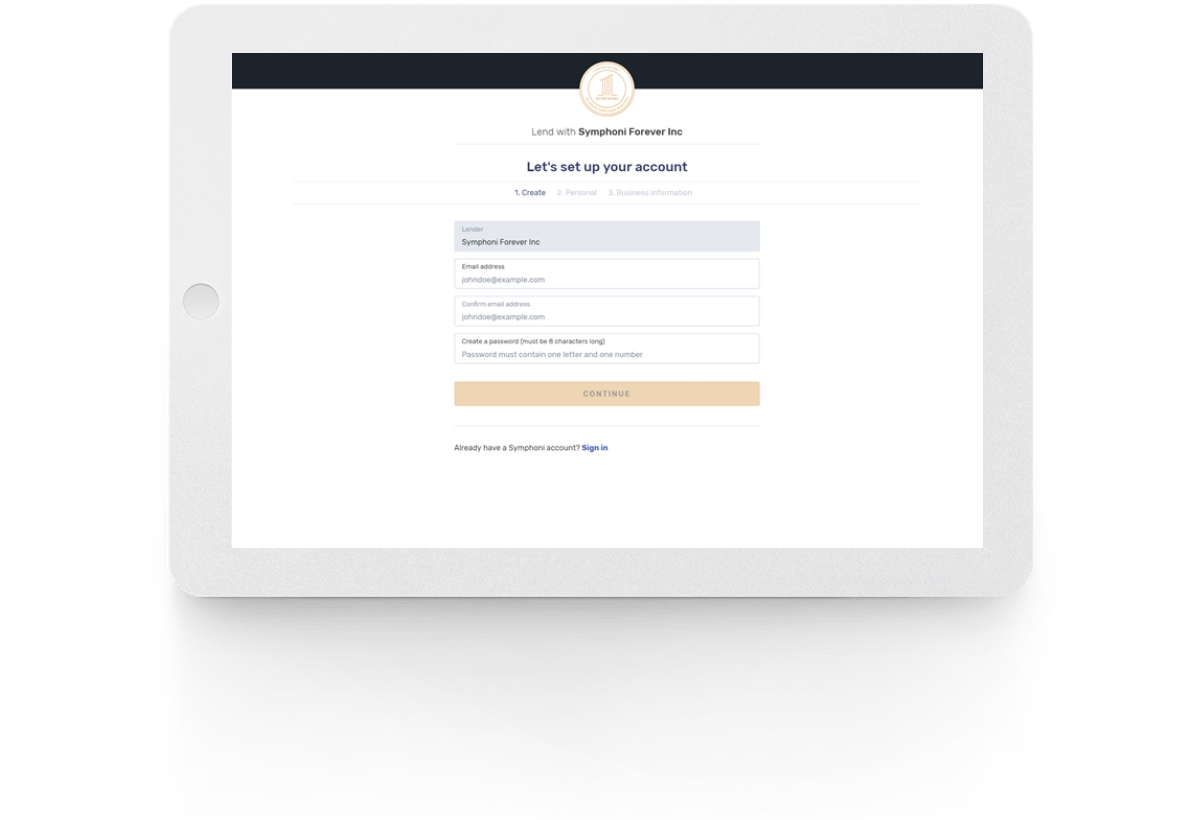 SYMPHONI
Lend with Symphoni Forever Inc
Let's set up your account
1. Create 2. Personal 3. Business information
Lender
Symphoni Forever Inc
Email address
johndoe@example.com
Confirm email address
johndoe@example.com
Create a password (must be 8 characters long)
Password must contain one letter and one number
CONTINUE
Already have a Symphoni account? Sign in